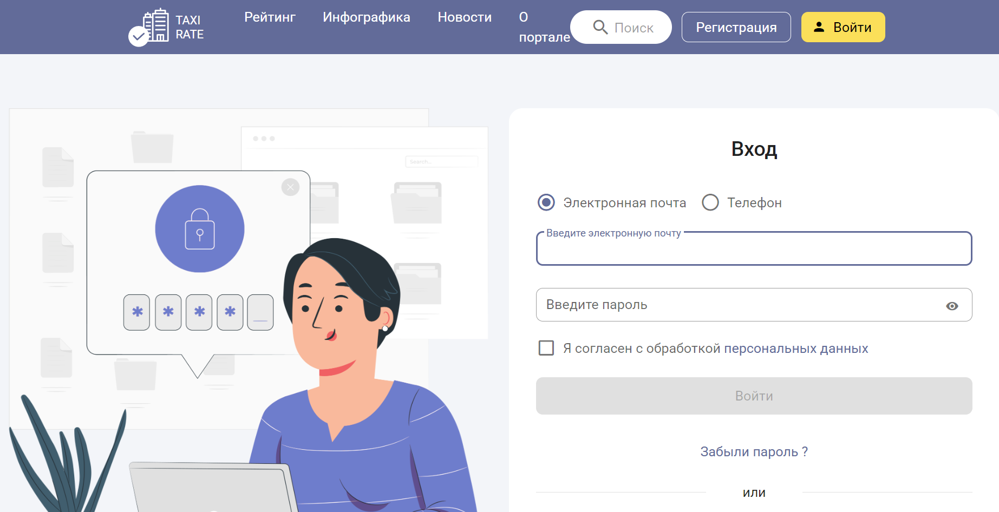 TAXI
RATE
Рейтинг
Инфографика
Новости
О
портале
Поиск
Регистрация
Войти
Search...
* * * * _
Вход
Электронная почта
Телефон
Введите электронную почту
Введите пароль
Я согласен с обработкой персональных данных
Войти
Забыли пароль ?
или